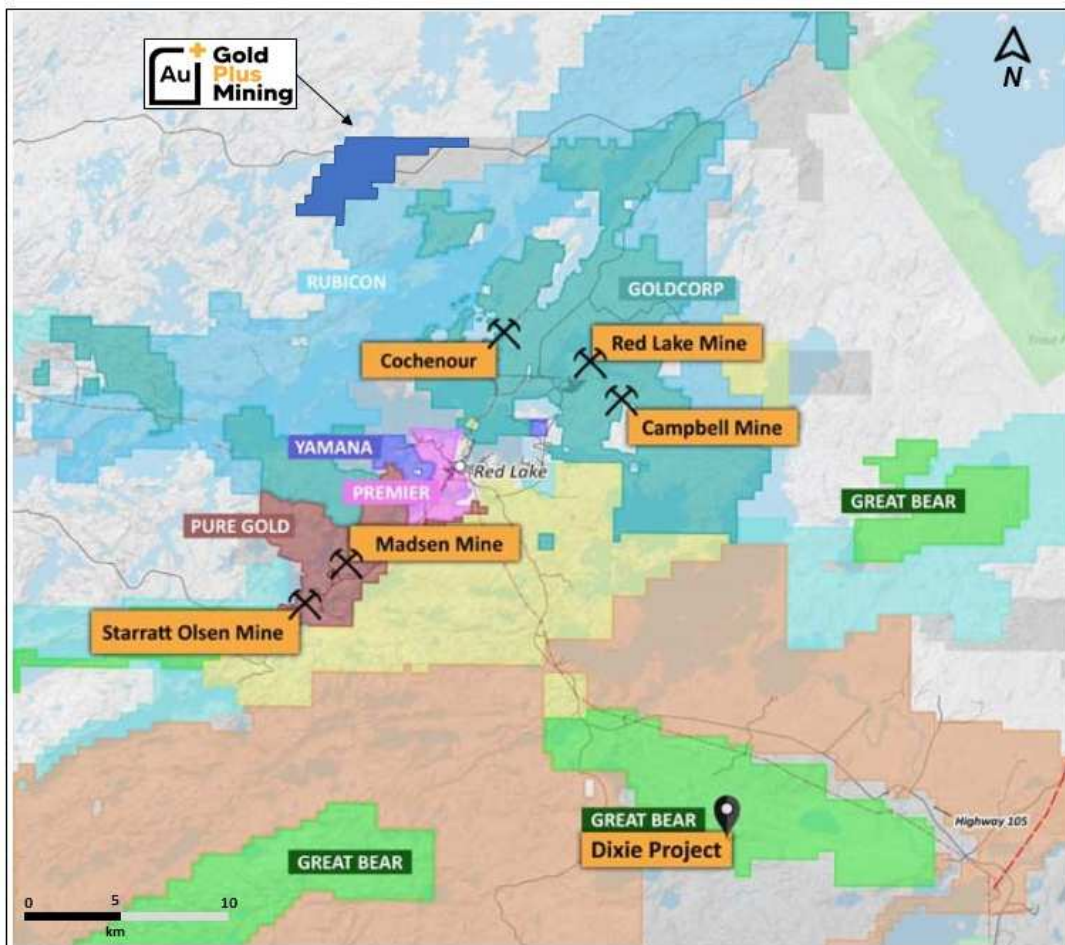 Au
Gold
Plus
Mining
N
RUBICON
GOLDCORP
Cochenour
Red Lake Mine
Campbell Mine
YAMANA
Red Lake
PREMIER
GREAT BEAR
PURE GOLD
Madsen Mine
Starratt Olsen Mine
GREAT BEAR
Dixie Project
Highway 105
GREAT BEAR
0 5 10
km